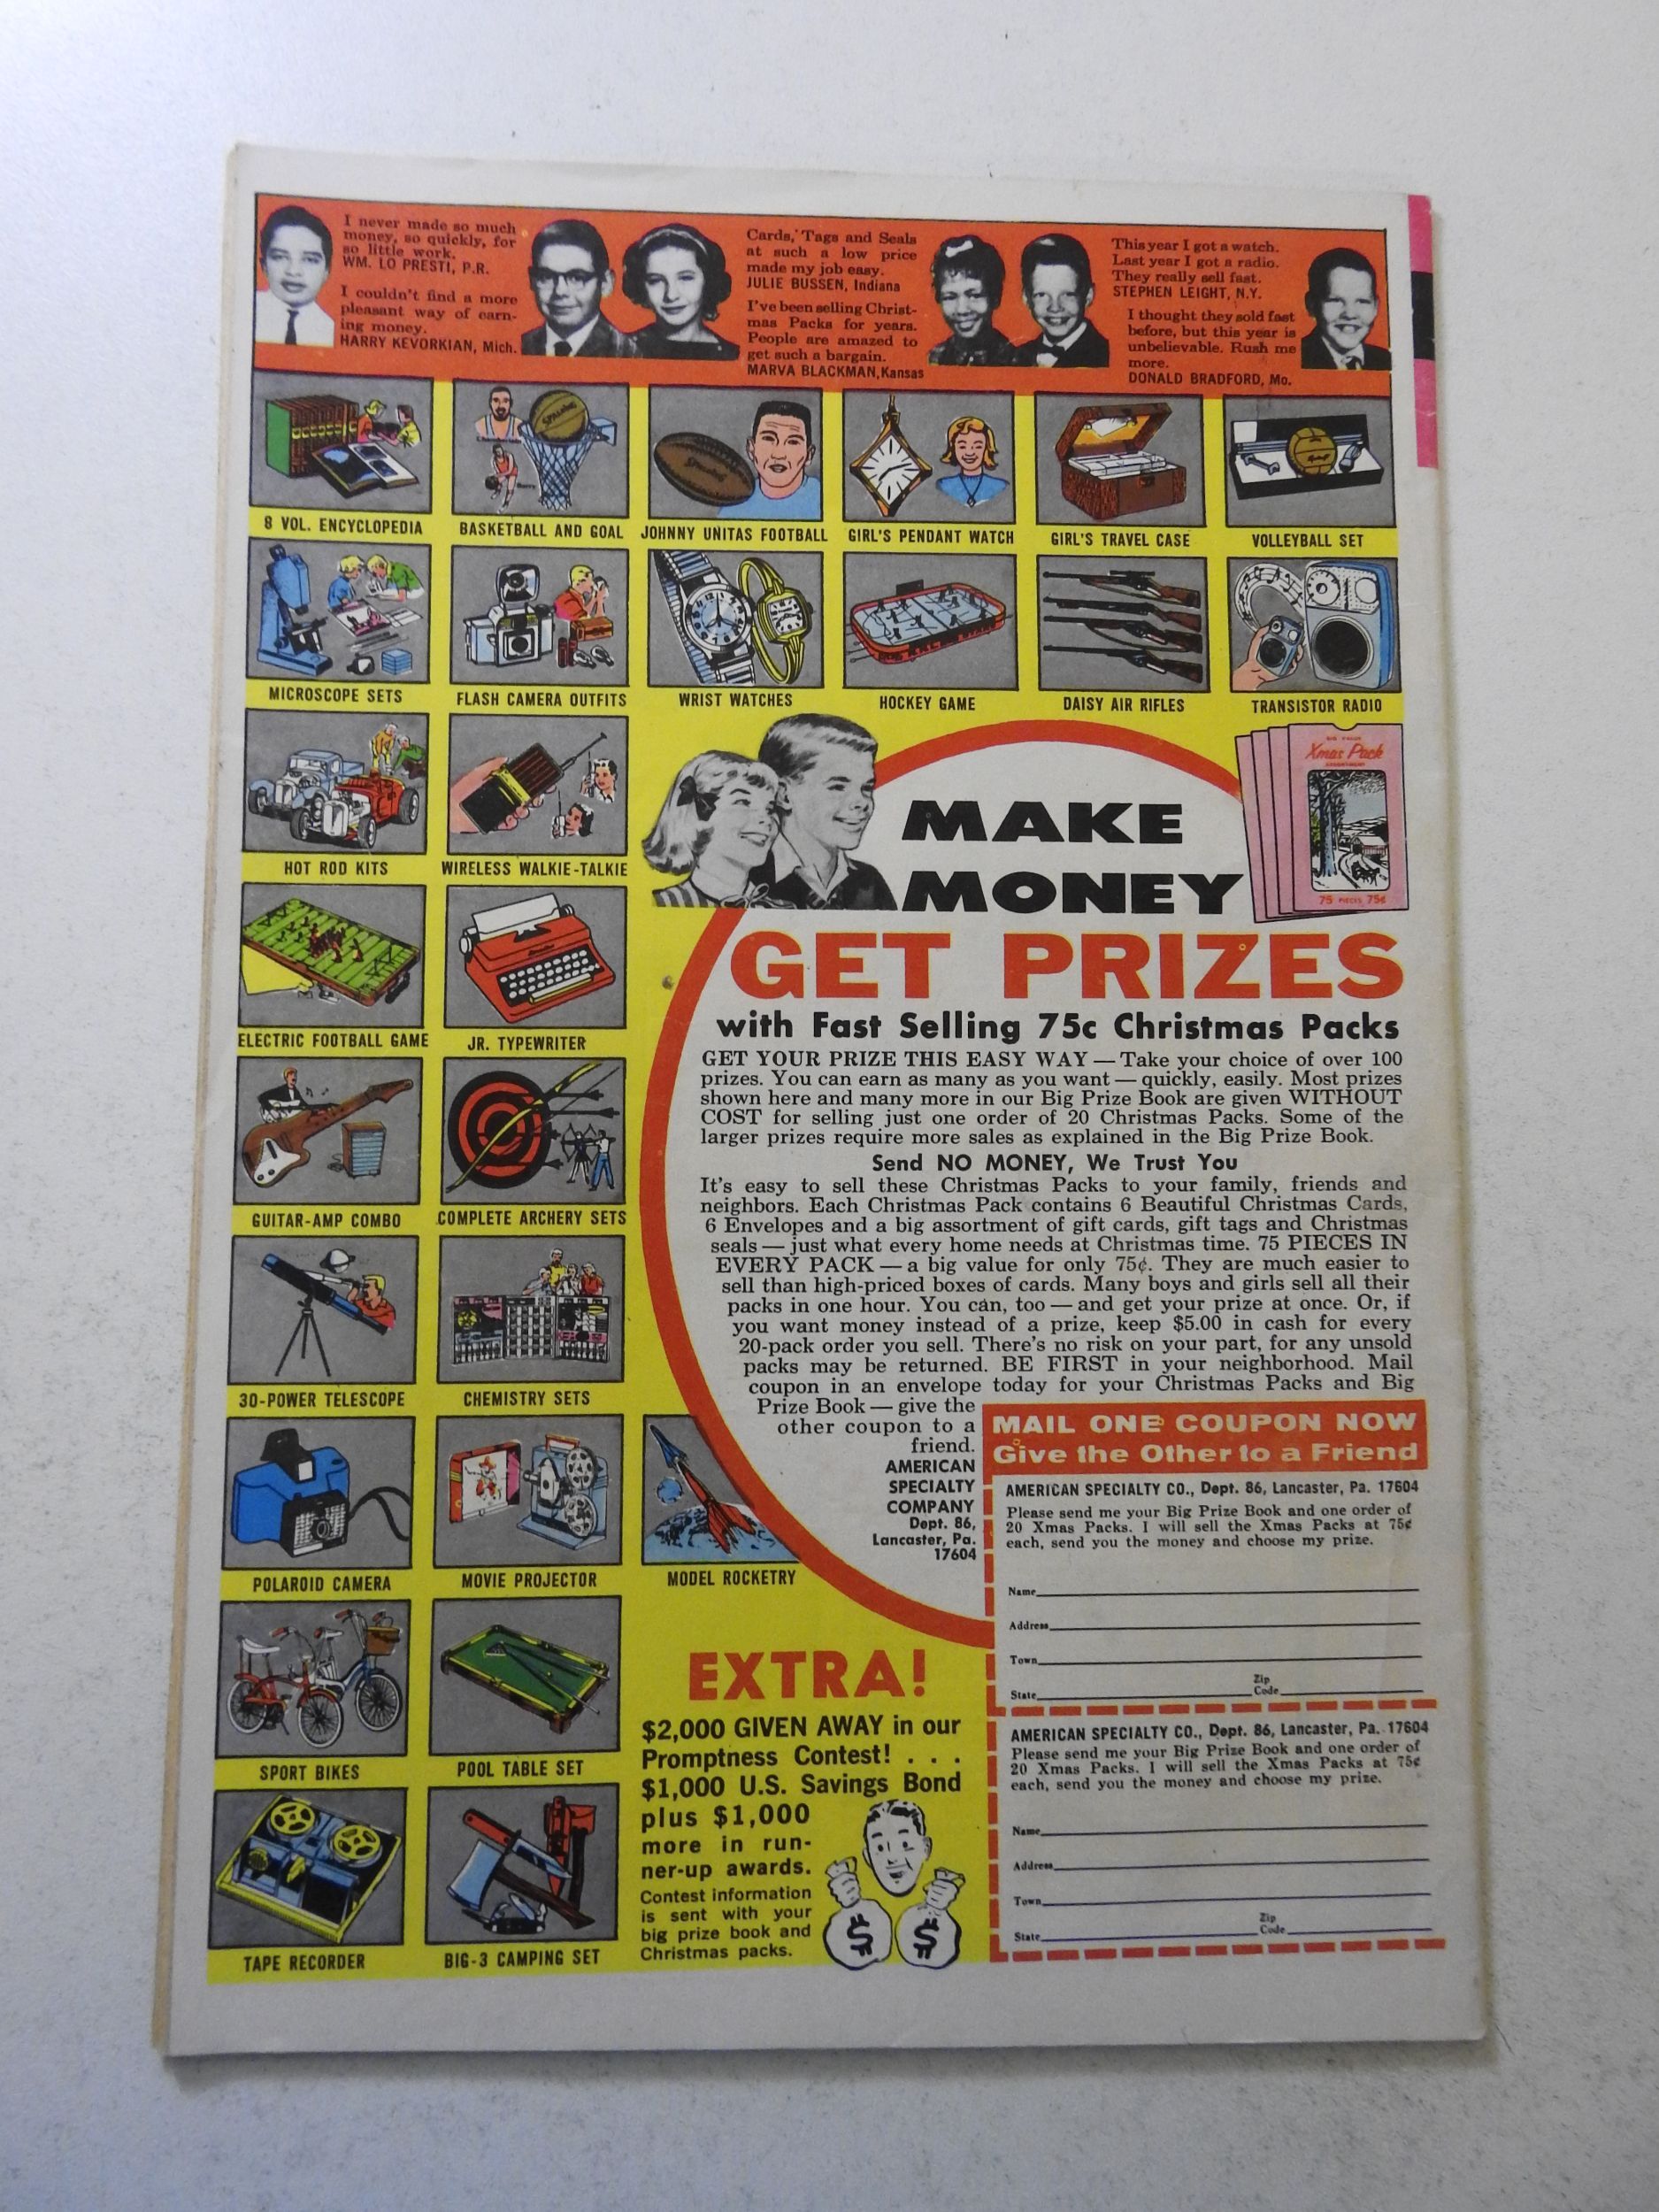 I never made so much
money, so quickly, for
so little work.
WM. LO PRESTI, P.R.
I couldn't find a more
pleasant way of earn-
ing money.
HARRY KEVORKIAN, Mich.
Cards, Tags and Seals
at such a low price
made my job easy.
JULIE BUSSEN, Indiana
I've been selling Christ-
mas Packs for years.
People are amazed to
get such a bargain.
MARVA BLACKMAN, Kansas
This year I got a watch.
Last year I got a radio.
They really sell fast.
STEPHEN LEIGHT, N.Y.
I thought they sold fast
before, but this year is
unbelievable. Rush me
more.
DONALD BRADFORD, Mo.
Spalding
8 VOL. ENCYCLOPEDIA
BASKETBALL AND GOAL
JOHNNY UNITAS FOOTBALL
GIRL'S PENDANT WATCH
GIRL'S TRAVEL CASE
VOLLEYBALL SET
MICROSCOPE SETS
FLASH CAMERA OUTFITS
WRIST WATCHES
HOCKEY GAME
DAISY AIR RIFLES
TRANSISTOR RADIO
HOT ROD KITS
WIRELESS WALKIE-TALKIE
Xmas Pack
75 PIECES 75¢
MAKE
MONEY
GET PRIZES
with Fast Selling 75c Christmas Packs
ELECTRIC FOOTBALL GAME
JR. TYPEWRITER
GET YOUR PRIZE THIS EASY WAY — Take your choice of over 100
prizes. You can earn as many as you want — quickly, easily. Most prizes
shown here and many more in our Big Prize Book are given WITHOUT
COST for selling just one order of 20 Christmas Packs. Some of the
larger prizes require more sales as explained in the Big Prize Book.
Send NO MONEY, We Trust You
It's easy to sell these Christmas Packs to your family, friends and
neighbors. Each Christmas Pack contains 6 Beautiful Christmas Cards,
6 Envelopes and a big assortment of gift cards, gift tags and Christmas
seals — just what every home needs at Christmas time. 75 PIECES IN
EVERY PACK — a big value for only 75¢. They are much easier to
sell than high-priced boxes of cards. Many boys and girls sell all their
packs in one hour. You can, too — and get your prize at once. Or, if
you want money instead of a prize, keep $5.00 in cash for every
20-pack order you sell. There's no risk on your part, for any unsold
packs may be returned. BE FIRST in your neighborhood. Mail
coupon in an envelope today for your Christmas Packs and Big
Prize Book — give the
other coupon to a
friend.
AMERICAN
SPECIALTY
COMPANY
Dept. 86,
Lancaster, Pa.
17604
GUITAR-AMP COMBO
COMPLETE ARCHERY SETS
30-POWER TELESCOPE
CHEMISTRY SETS
POLAROID CAMERA
MOVIE PROJECTOR
MODEL ROCKETRY
SPORT BIKES
POOL TABLE SET
TAPE RECORDER
BIG-3 CAMPING SET
EXTRA!
$2,000 GIVEN AWAY in our
Promptness Contest! . . .
$1,000 U.S. Savings Bond
plus $1,000
more in run-
ner-up awards.
Contest information
is sent with your
big prize book and
Christmas packs.
$ $
MAIL ONE COUPON NOW
Give the Other to a Friend
AMERICAN SPECIALTY CO., Dept. 86, Lancaster, Pa. 17604
Please send me your Big Prize Book and one order of
20 Xmas Packs. I will sell the Xmas Packs at 75¢
each, send you the money and choose my prize.
Name
Address
Town
State Zip Code
AMERICAN SPECIALTY CO., Dept. 86, Lancaster, Pa. 17604
Please send me your Big Prize Book and one order of
20 Xmas Packs. I will sell the Xmas Packs at 75¢
each, send you the money and choose my prize.
Name
Address
Town
State Zip Code